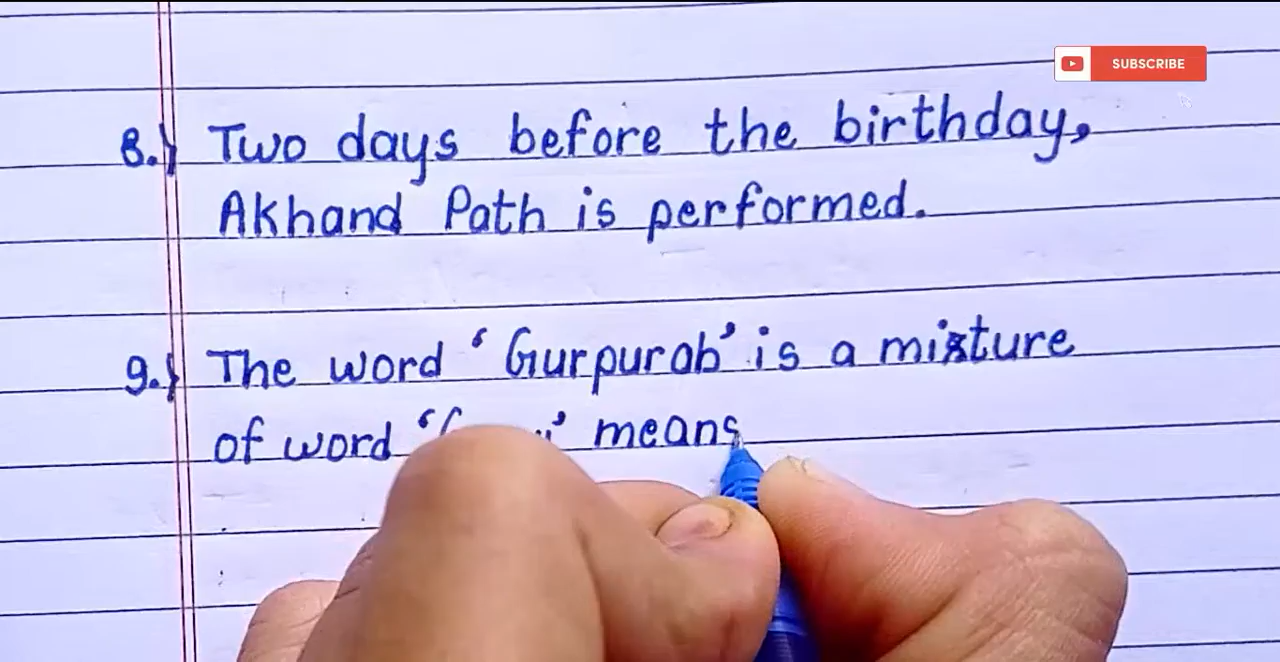 SUBSCRIBE
8.) Two days before the birthday,
Akhand Path is performed.
9.) The word ‘Gurpurab’ is a mixture
of word means